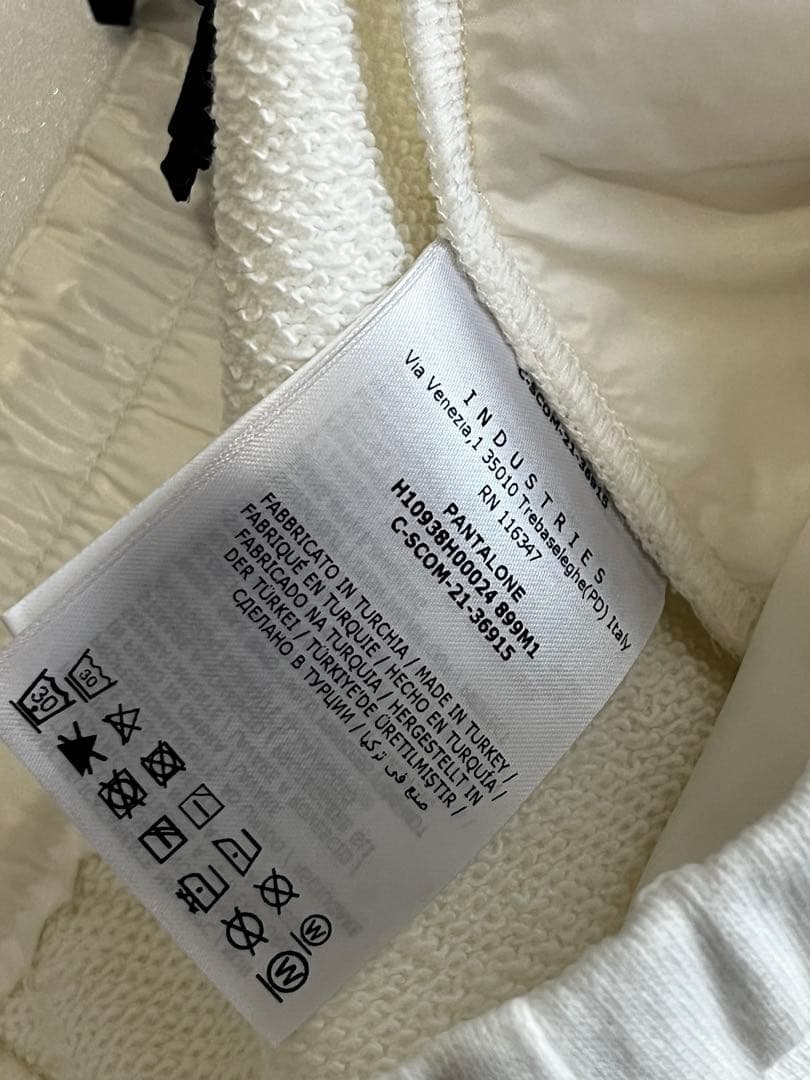 C-SCOM-21-36915
INDUSTRIES
Via Venezia,1 35010 Trebaseleghe(PD) Italy
RN 116347
PANTALONE
H10938H00024 899M1
C-SCOM-21-36915
FABBRICATO IN TURCHIA / MADE IN TURKEY /
FABRIQUÉ EN TURQUIE / HECHO EN TURQUÍA /
FABRICADO NA TURQUIA / HERGESTELLT IN
DER TÜRKEI / TÜRKIYE'DE ÜRETILMIŞTIR /
СДЕЛАНО В ТУРЦИИ / صنع في تركيا
30
30
W
W